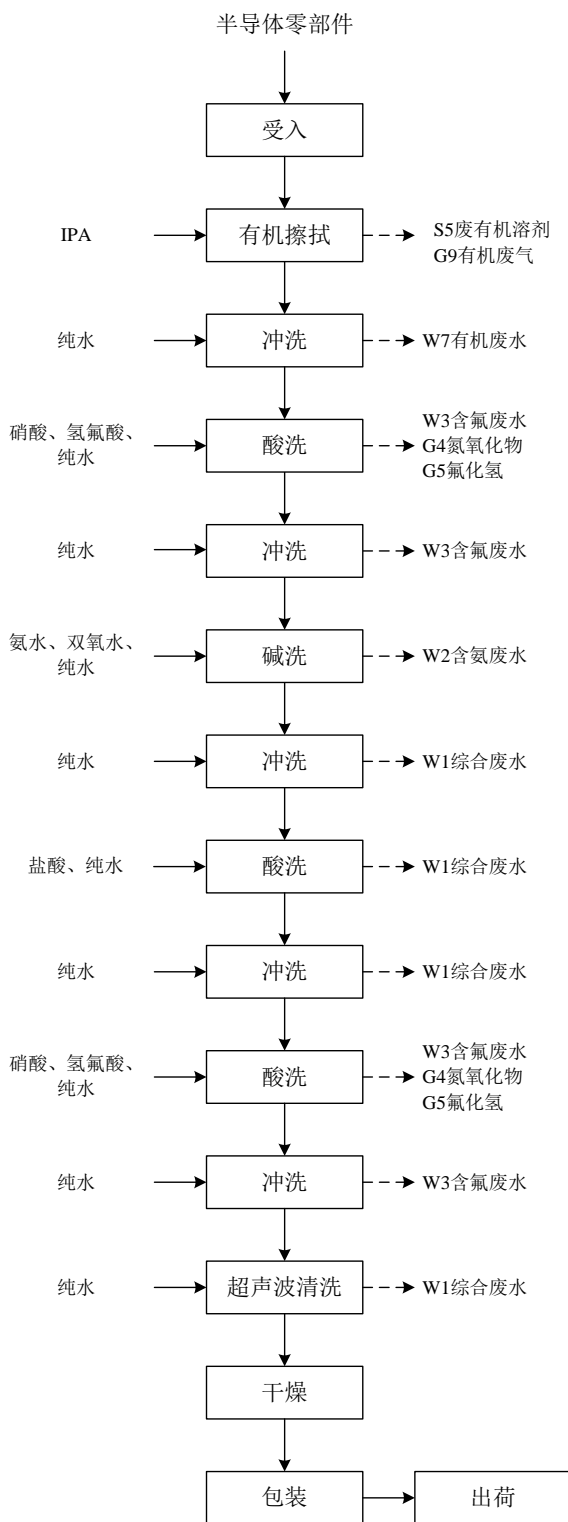 半导体零部件
受入
IPA
有机擦拭
S5废有机溶剂
G9有机废气
纯水
冲洗
W7有机废水
硝酸、氢氟酸、
纯水
酸洗
W3含氟废水
G4氮氧化物
G5氟化氢
纯水
冲洗
W3含氟废水
氨水、双氧水、
纯水
碱洗
W2含氨废水
纯水
冲洗
W1综合废水
盐酸、纯水
酸洗
W1综合废水
纯水
冲洗
W1综合废水
硝酸、氢氟酸、
纯水
酸洗
W3含氟废水
G4氮氧化物
G5氟化氢
纯水
冲洗
W3含氟废水
纯水
超声波清洗
W1综合废水
干燥
包装
出荷